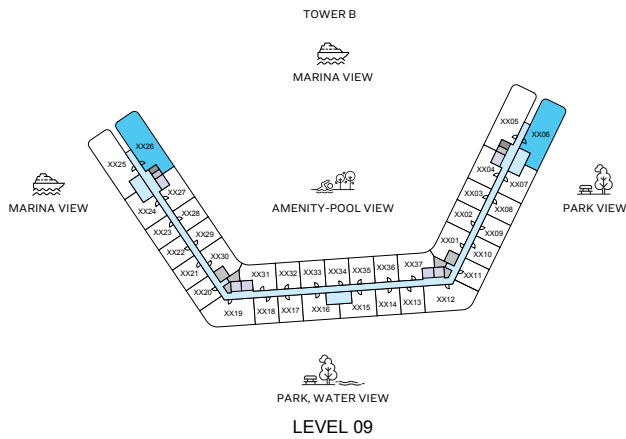 TOWER B
MARINA VIEW
XX05
XX06
XX26
XX25
XX04
XX07
MARINA VIEW
AMENITY-POOL VIEW
PARK VIEW
XX27
XX03
XX24
XX28
XX02
XX08
XX23
XX29
XX01
XX09
XX22
XX30
XX10
XX21
XX31
XX32
XX33
XX34
XX35
XX36
XX37
XX11
XX20
XX19
XX18
XX17
XX16
XX15
XX14
XX13
XX12
PARK, WATER VIEW
LEVEL 09